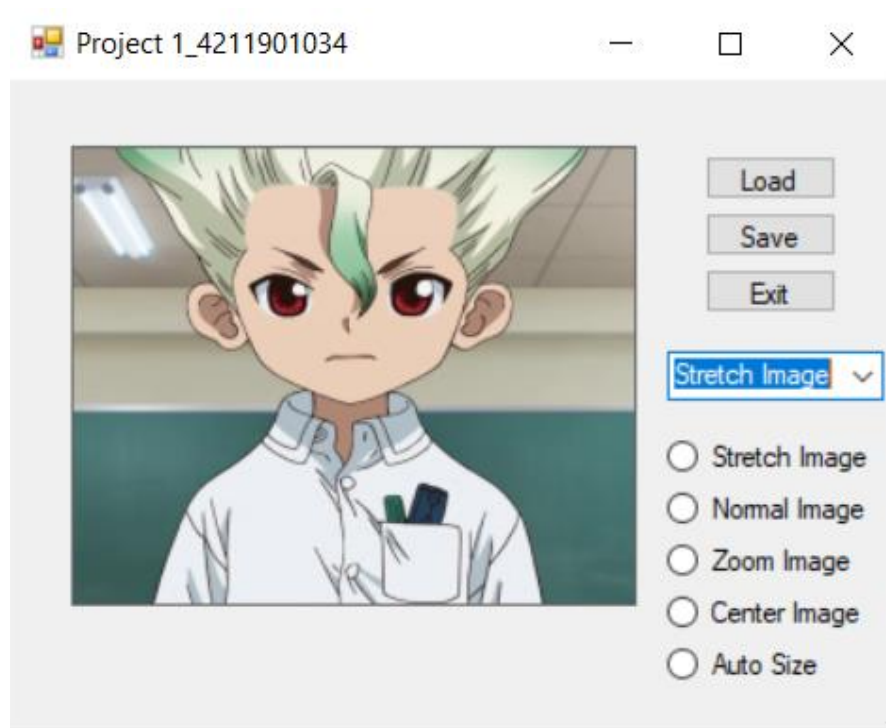 Project 1_4211901034
Load
Save
Exit
Stretch Image
Stretch Image
Normal Image
Zoom Image
Center Image
Auto Size